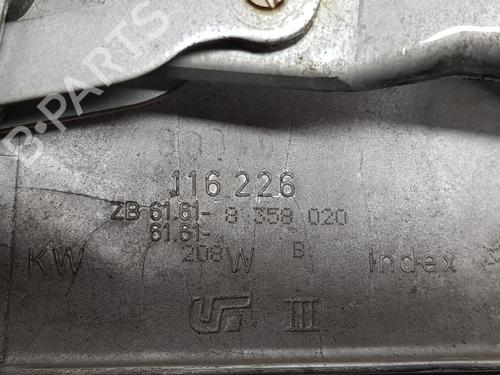 B-PARTS
116 226
ZB 61.61- 8 358 020
61.61-
KW 208 W B Index
III